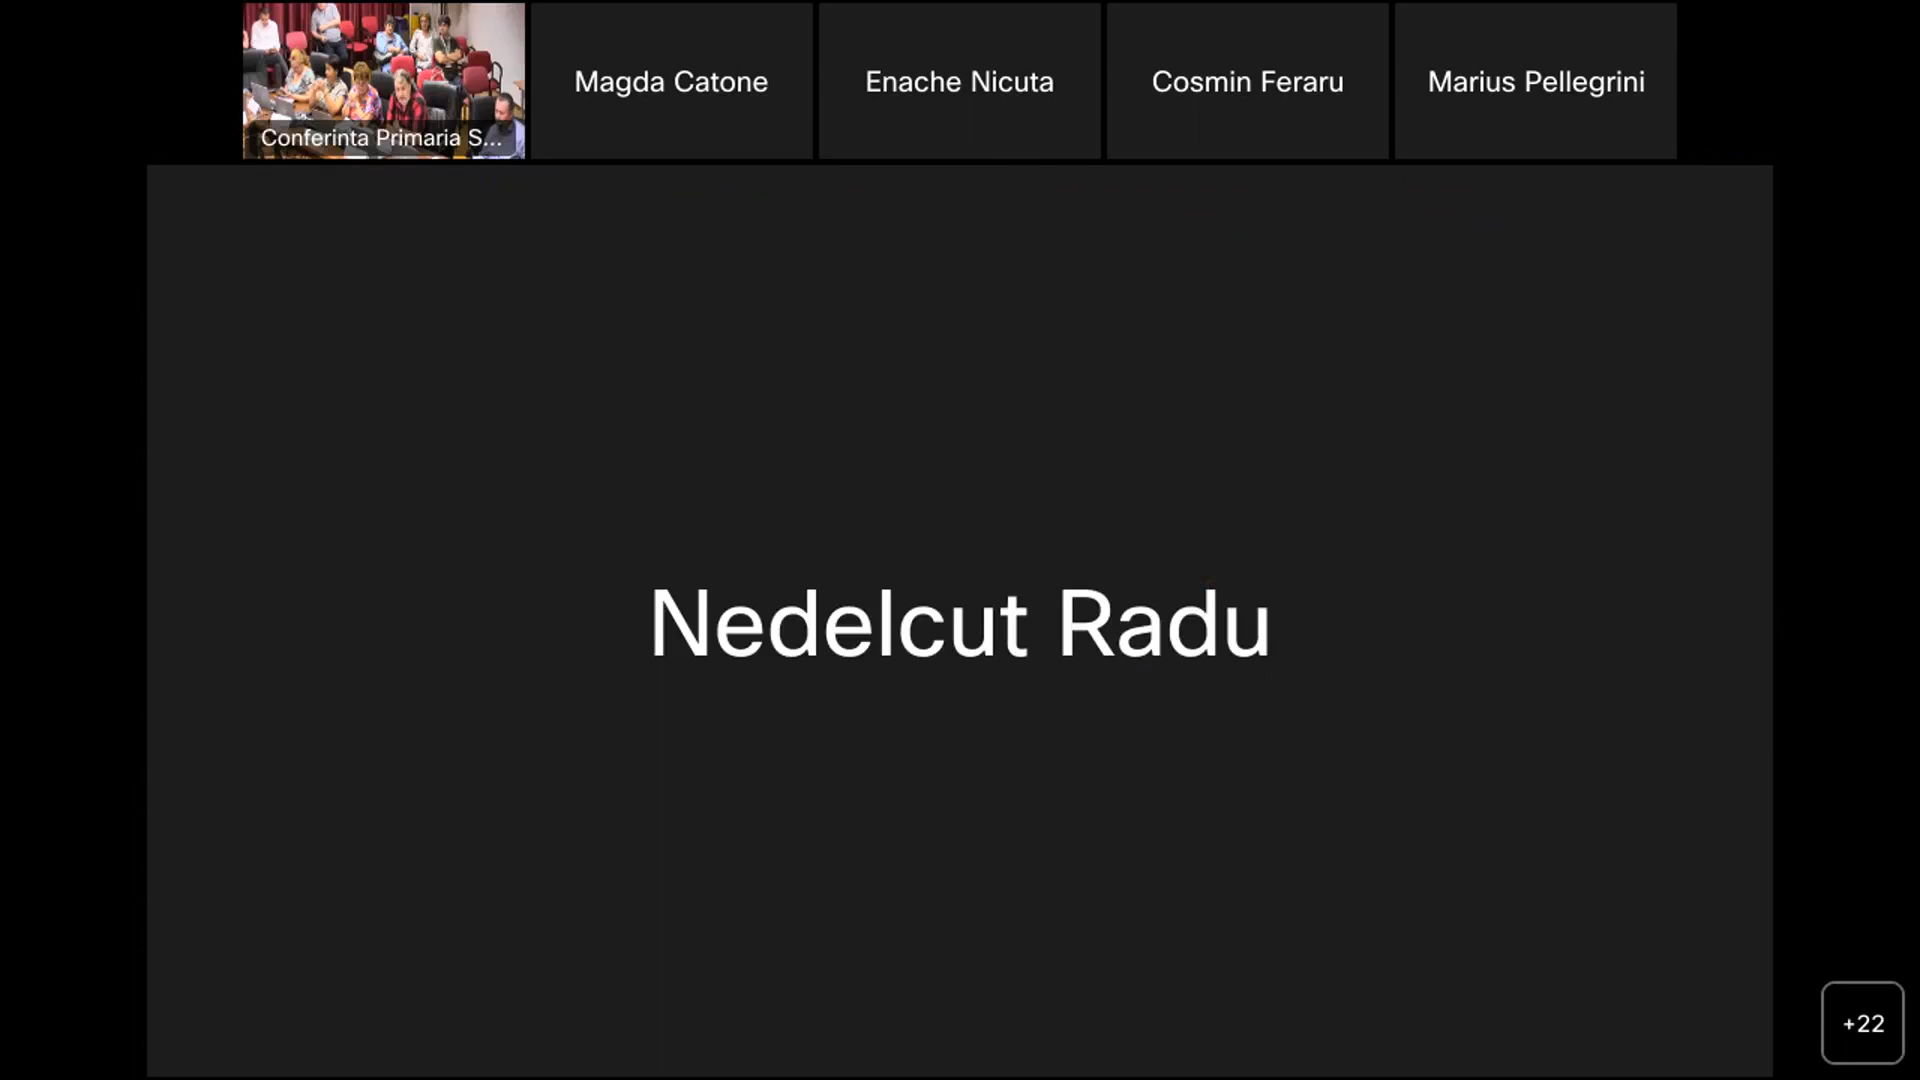 Conferinta Primaria S...
Magda Catone
Enache Nicuta
Cosmin Feraru
Marius Pellegrini
Nedelcut Radu
+22